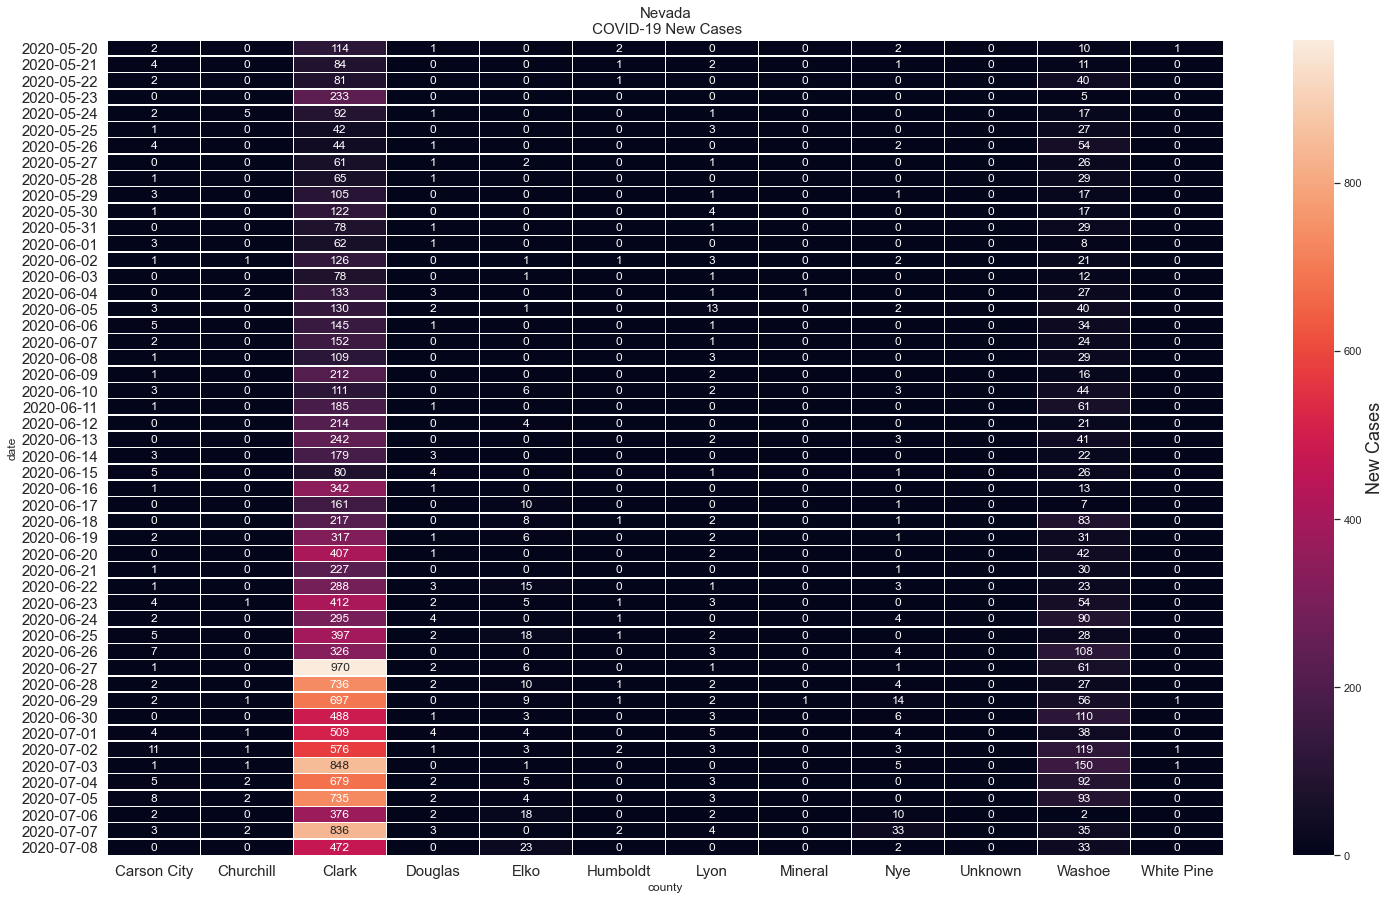 Nevada
COVID-19 New Cases
2020-05-20 2 0 114 1 0 2 0 0 2 0 10 1
2020-05-21 4 0 84 0 0 1 2 0 1 0 11 0
2020-05-22 2 0 81 0 0 1 0 0 0 0 40 0
2020-05-23 0 0 233 0 0 0 0 0 0 0 5 0
2020-05-24 2 5 92 1 0 0 1 0 0 0 17 0
2020-05-25 1 0 42 0 0 0 3 0 0 0 27 0
2020-05-26 4 0 44 1 0 0 0 0 2 0 54 0
2020-05-27 0 0 61 1 2 0 1 0 0 0 26 0
2020-05-28 1 0 65 1 0 0 0 0 0 0 29 0
2020-05-29 3 0 105 0 0 0 1 0 1 0 17 0
2020-05-30 1 0 122 0 0 0 4 0 0 0 17 0
2020-05-31 0 0 78 1 0 0 1 0 0 0 29 0
2020-06-01 3 0 62 1 0 0 0 0 0 0 8 0
2020-06-02 1 1 126 0 1 1 3 0 2 0 21 0
2020-06-03 0 0 78 0 1 0 1 0 0 0 12 0
2020-06-04 0 2 133 3 0 0 1 1 0 0 27 0
2020-06-05 3 0 130 2 1 0 13 0 2 0 40 0
2020-06-06 5 0 145 1 0 0 1 0 0 0 34 0
2020-06-07 2 0 152 0 0 0 1 0 0 0 24 0
2020-06-08 1 0 109 0 0 0 3 0 0 0 29 0
2020-06-09 1 0 212 0 0 0 2 0 0 0 16 0
2020-06-10 3 0 111 0 6 0 2 0 3 0 44 0
2020-06-11 1 0 185 1 0 0 0 0 0 0 61 0
2020-06-12 0 0 214 0 4 0 0 0 0 0 21 0
2020-06-13 0 0 242 0 0 0 2 0 3 0 41 0
2020-06-14 3 0 179 3 0 0 0 0 0 0 22 0
2020-06-15 5 0 80 4 0 0 1 0 1 0 26 0
2020-06-16 1 0 342 1 0 0 0 0 0 0 13 0
2020-06-17 0 0 161 0 10 0 0 0 1 0 7 0
2020-06-18 0 0 217 0 8 1 2 0 1 0 83 0
2020-06-19 2 0 317 1 6 0 2 0 1 0 31 0
2020-06-20 0 0 407 1 0 0 2 0 0 0 42 0
2020-06-21 1 0 227 0 0 0 0 0 1 0 30 0
2020-06-22 1 0 288 3 15 0 1 0 3 0 23 0
2020-06-23 4 1 412 2 5 1 3 0 0 0 54 0
2020-06-24 2 0 295 4 0 1 0 0 4 0 90 0
2020-06-25 5 0 397 2 18 1 2 0 0 0 28 0
2020-06-26 7 0 326 0 0 0 3 0 4 0 108 0
2020-06-27 1 0 970 2 6 0 1 0 1 0 61 0
2020-06-28 2 0 736 2 10 1 2 0 4 0 27 0
2020-06-29 2 1 697 0 9 1 2 1 14 0 56 1
2020-06-30 0 0 488 1 3 0 3 0 6 0 110 0
2020-07-01 4 1 509 4 4 0 5 0 4 0 38 0
2020-07-02 11 1 576 1 3 2 3 0 3 0 119 1
2020-07-03 1 1 848 0 1 0 0 0 5 0 150 1
2020-07-04 5 2 679 2 5 0 3 0 0 0 92 0
2020-07-05 8 2 735 2 4 0 3 0 0 0 93 0
2020-07-06 2 0 376 2 18 0 2 0 10 0 2 0
2020-07-07 3 2 836 3 0 2 4 0 33 0 35 0
2020-07-08 0 0 472 0 23 0 0 0 2 0 33 0
Carson City Churchill Clark Douglas Elko Humboldt Lyon Mineral Nye Unknown Washoe White Pine
county
date
800
600
400
200
0
New Cases